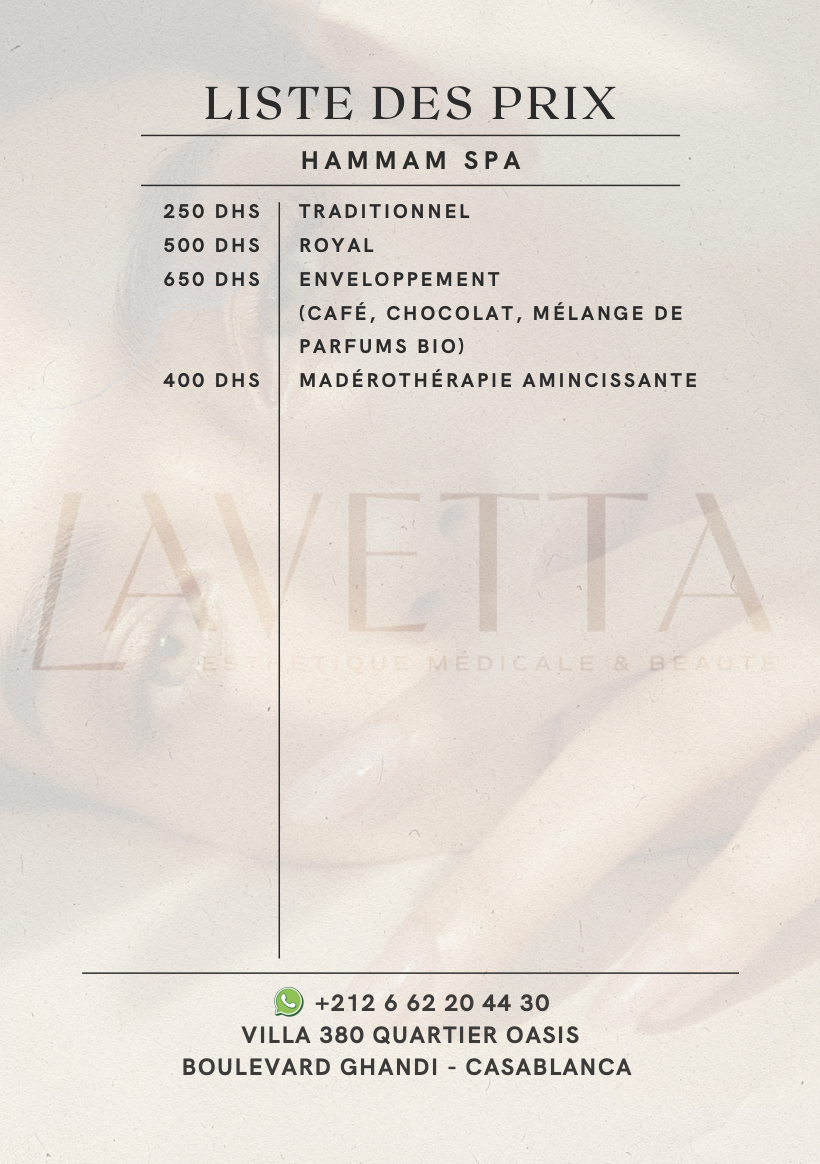 LISTE DES PRIX
HAMMAM SPA
250 DHS TRADITIONNEL
500 DHS ROYAL
650 DHS ENVELOPPEMENT
(CAFÉ, CHOCOLAT, MÉLANGE DE
PARFUMS BIO)
400 DHS MADÉROTHÉRAPIE AMINCISSANTE
LAVETTA
ESTHÉTIQUE MÉDICALE & BEAUTÉ
+212 6 62 20 44 30
VILLA 380 QUARTIER OASIS
BOULEVARD GHANDI - CASABLANCA